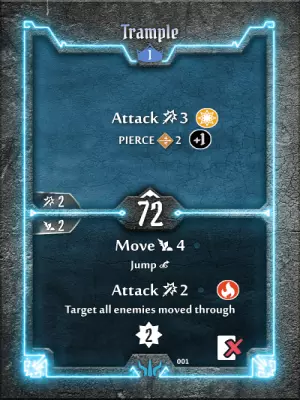 Trample
1
Attack 3
PIERCE 2 +1
2
72
2
Move 4
Jump
Attack 2
Target all enemies moved through
2
001